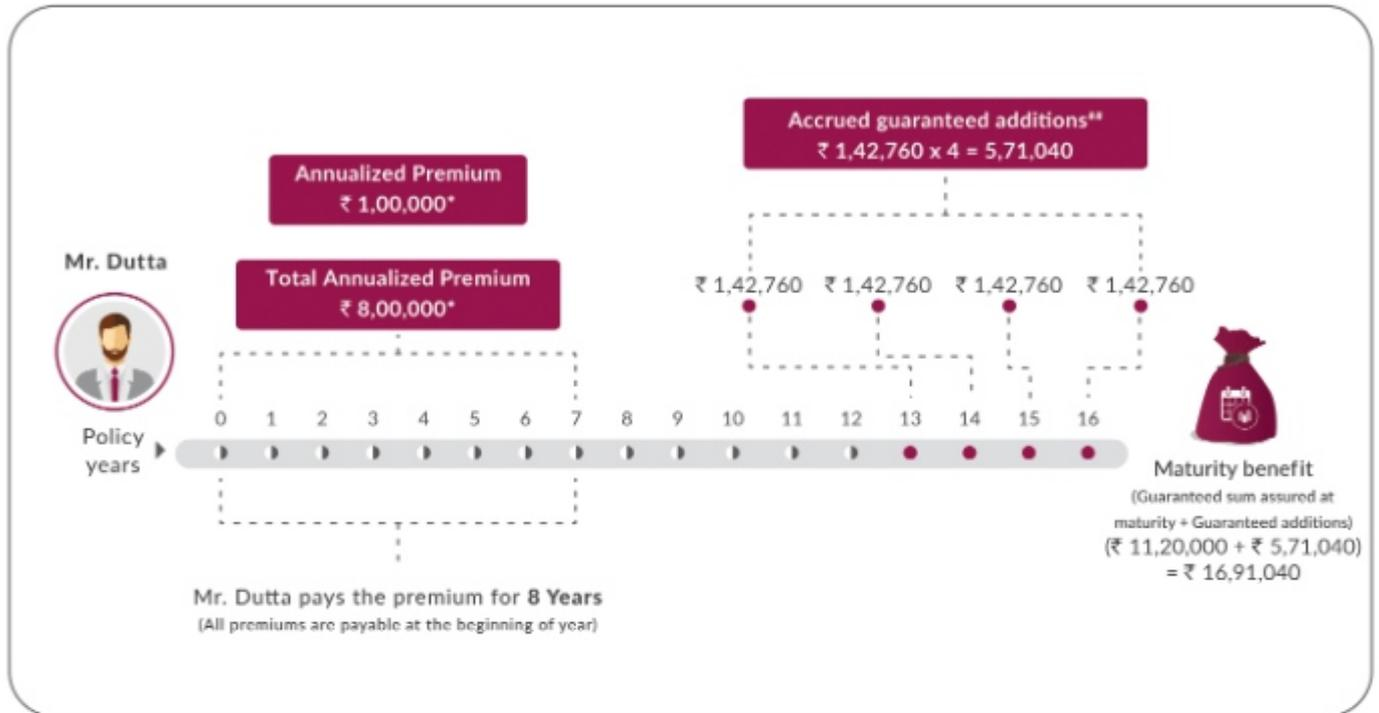 Accrued guaranteed additions##
₹ 1,42,760 x 4 = 5,71,040
Annualized Premium
₹ 1,00,000*
Mr. Dutta
Total Annualized Premium
₹ 8,00,000*
₹ 1,42,760 ₹ 1,42,760 ₹ 1,42,760 ₹ 1,42,760
0 1 2 3 4 5 6 7 8 9 10 11 12 13 14 15 16
Policy
years
Maturity benefit
(Guaranteed sum assured at
maturity + Guaranteed additions)
(₹ 11,20,000 + ₹ 5,71,040)
= ₹ 16,91,040
Mr. Dutta pays the premium for 8 Years
(All premiums are payable at the beginning of year)